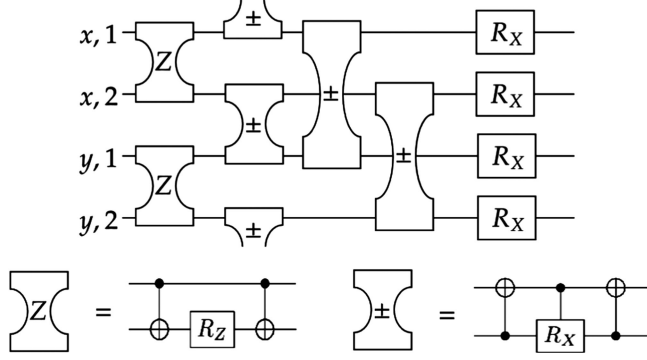 ±
x, 1 R_X
Z
x, 2 ± R_X
±
y, 1 ± R_X
Z
y, 2 R_X
±
Z = R_Z ± = R_X